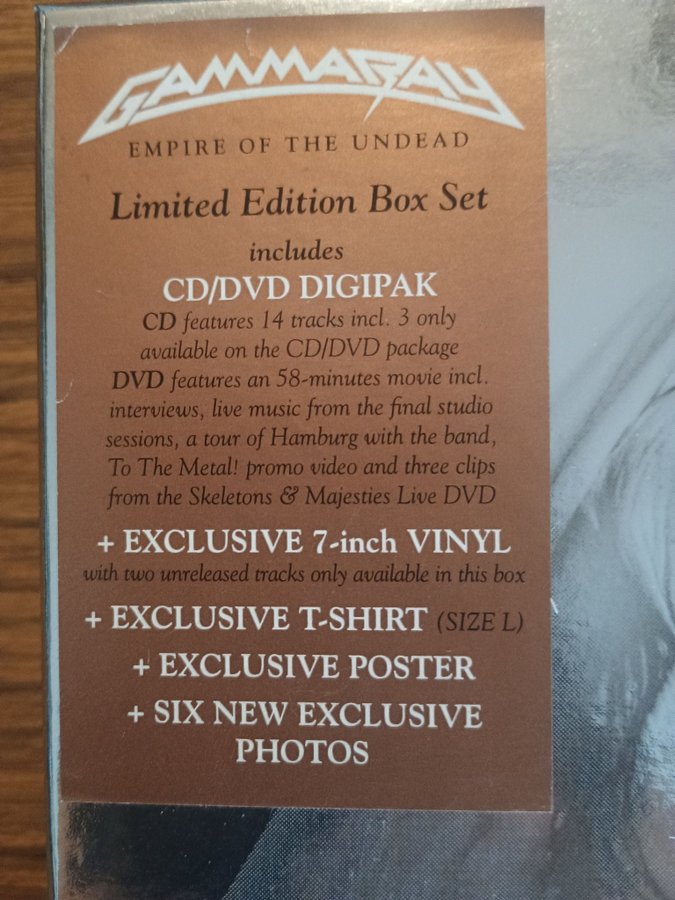 GAMMARAY
EMPIRE OF THE UNDEAD
Limited Edition Box Set
includes
CD/DVD DIGIPAK
CD features 14 tracks incl. 3 only
available on the CD/DVD package
DVD features an 58-minutes movie incl.
interviews, live music from the final studio
sessions, a tour of Hamburg with the band,
To The Metal! promo video and three clips
from the Skeletons & Majesties Live DVD
+ EXCLUSIVE 7-inch VINYL
with two unreleased tracks only available in this box
+ EXCLUSIVE T-SHIRT (SIZE L)
+ EXCLUSIVE POSTER
+ SIX NEW EXCLUSIVE
PHOTOS